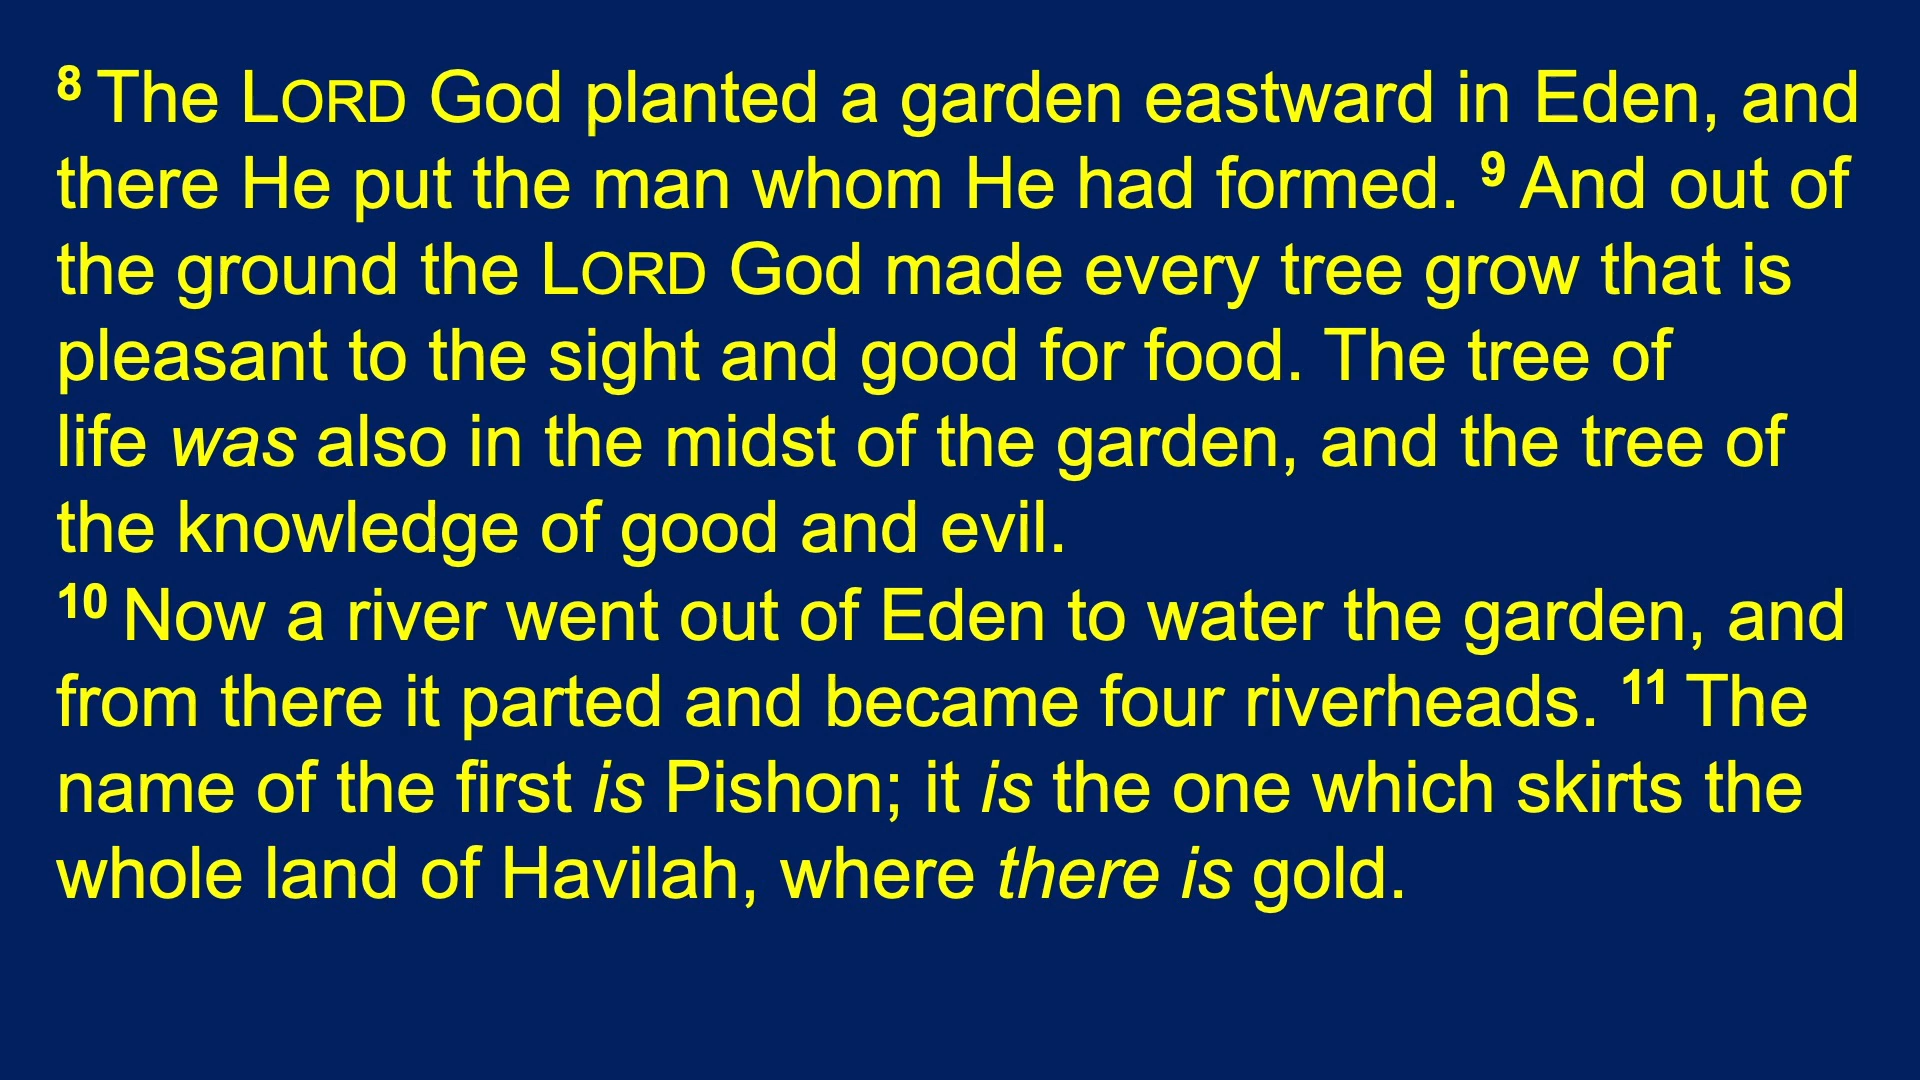 8 The LORD God planted a garden eastward in Eden, and
there He put the man whom He had formed. 9 And out of
the ground the LORD God made every tree grow that is
pleasant to the sight and good for food. The tree of
life was also in the midst of the garden, and the tree of
the knowledge of good and evil.
10 Now a river went out of Eden to water the garden, and
from there it parted and became four riverheads. 11 The
name of the first is Pishon; it is the one which skirts the
whole land of Havilah, where there is gold.